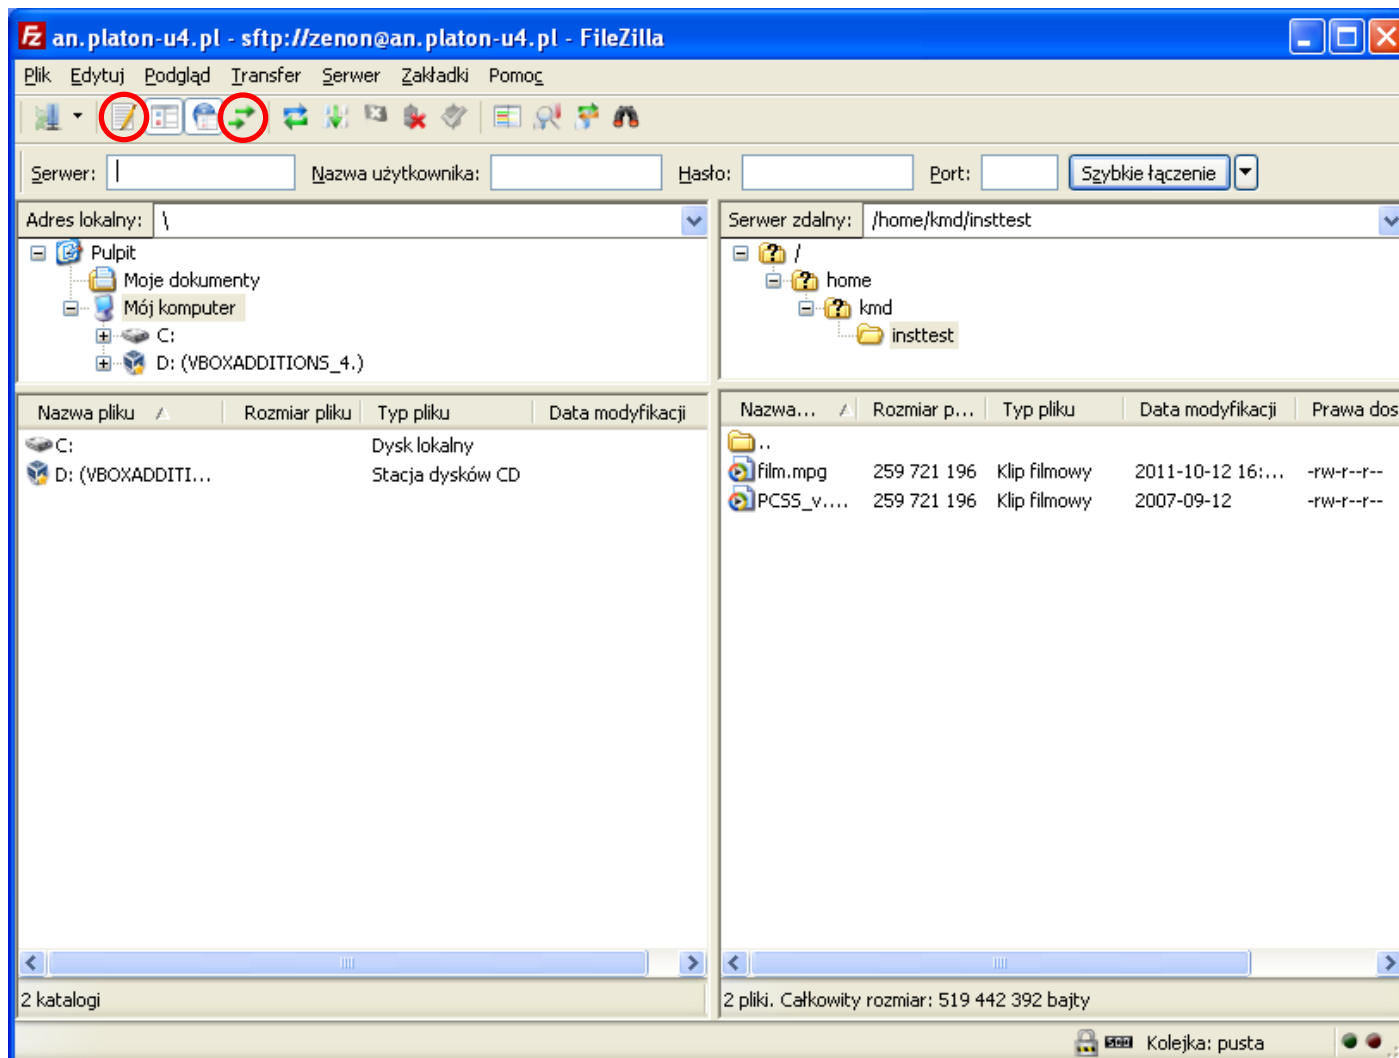 an.platon-u4.pl - sftp://zenon@an.platon-u4.pl - FileZilla
Plik Edytuj Podgląd Transfer Serwer Zakładki Pomoc
Serwer: Nazwa użytkownika: Hasło: Port: Szybkie łączenie
Adres lokalny: \
Pulpit
Moje dokumenty
Mój komputer
C:
D: (VBOXADDITIONS_4.)
Serwer zdalny: /home/kmd/insttest
/
home
kmd
insttest
Nazwa pliku Rozmiar pliku Typ pliku Data modyfikacji
C: Dysk lokalny
D: (VBOXADDITI... Stacja dysków CD
2 katalogi
Nazwa... Rozmiar p... Typ pliku Data modyfikacji Prawa dos
..
film.mpg 259 721 196 Klip filmowy 2011-10-12 16:... -rw-r--r--
PCSS_v.... 259 721 196 Klip filmowy 2007-09-12 -rw-r--r--
2 pliki. Całkowity rozmiar: 519 442 392 bajty
Kolejka: pusta